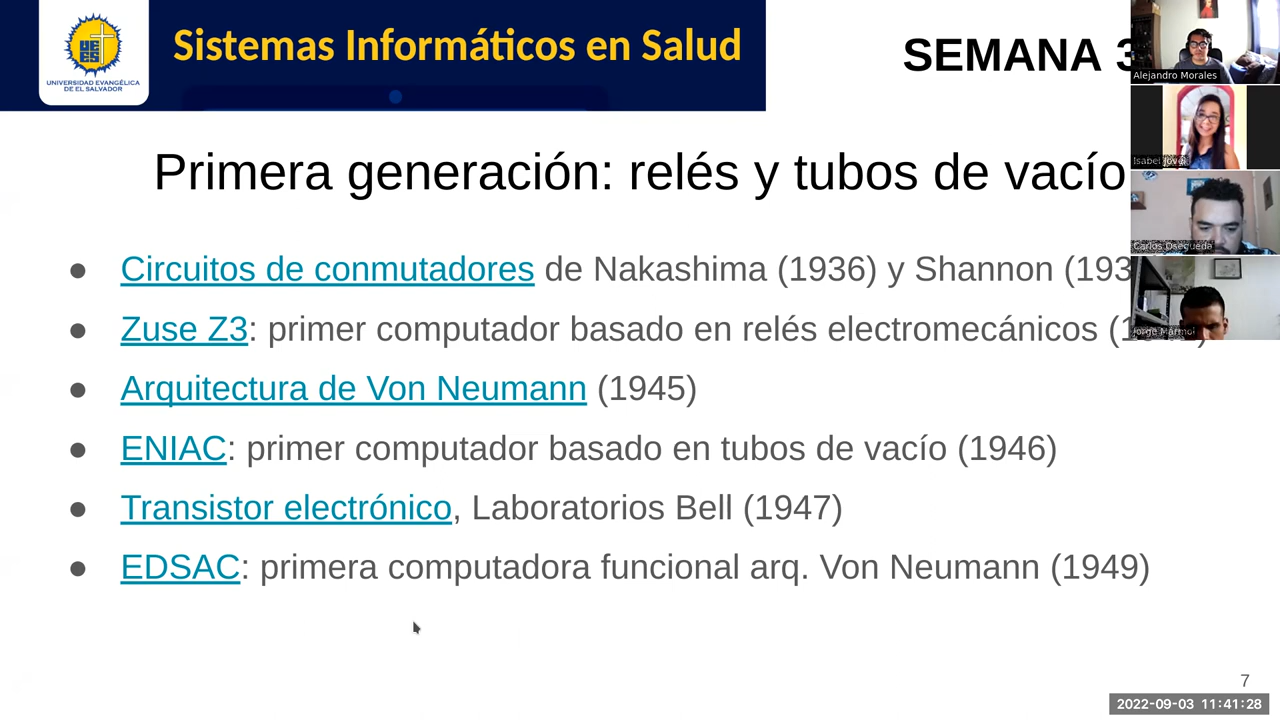 UNIVERSIDAD EVANGÉLICA
DE EL SALVADOR
Sistemas Informáticos en Salud
SEMANA 3
Primera generación: relés y tubos de vacío
● Circuitos de conmutadores de Nakashima (1936) y Shannon (193
● Zuse Z3: primer computador basado en relés electromecánicos
● Arquitectura de Von Neumann (1945)
● ENIAC: primer computador basado en tubos de vacío (1946)
● Transistor electrónico, Laboratorios Bell (1947)
● EDSAC: primera computadora funcional arq. Von Neumann (1949)
Alejandro Morales
Isabel
Carlos Osegueda
Jorge Marmol
7
2022-09-03 11:41:28